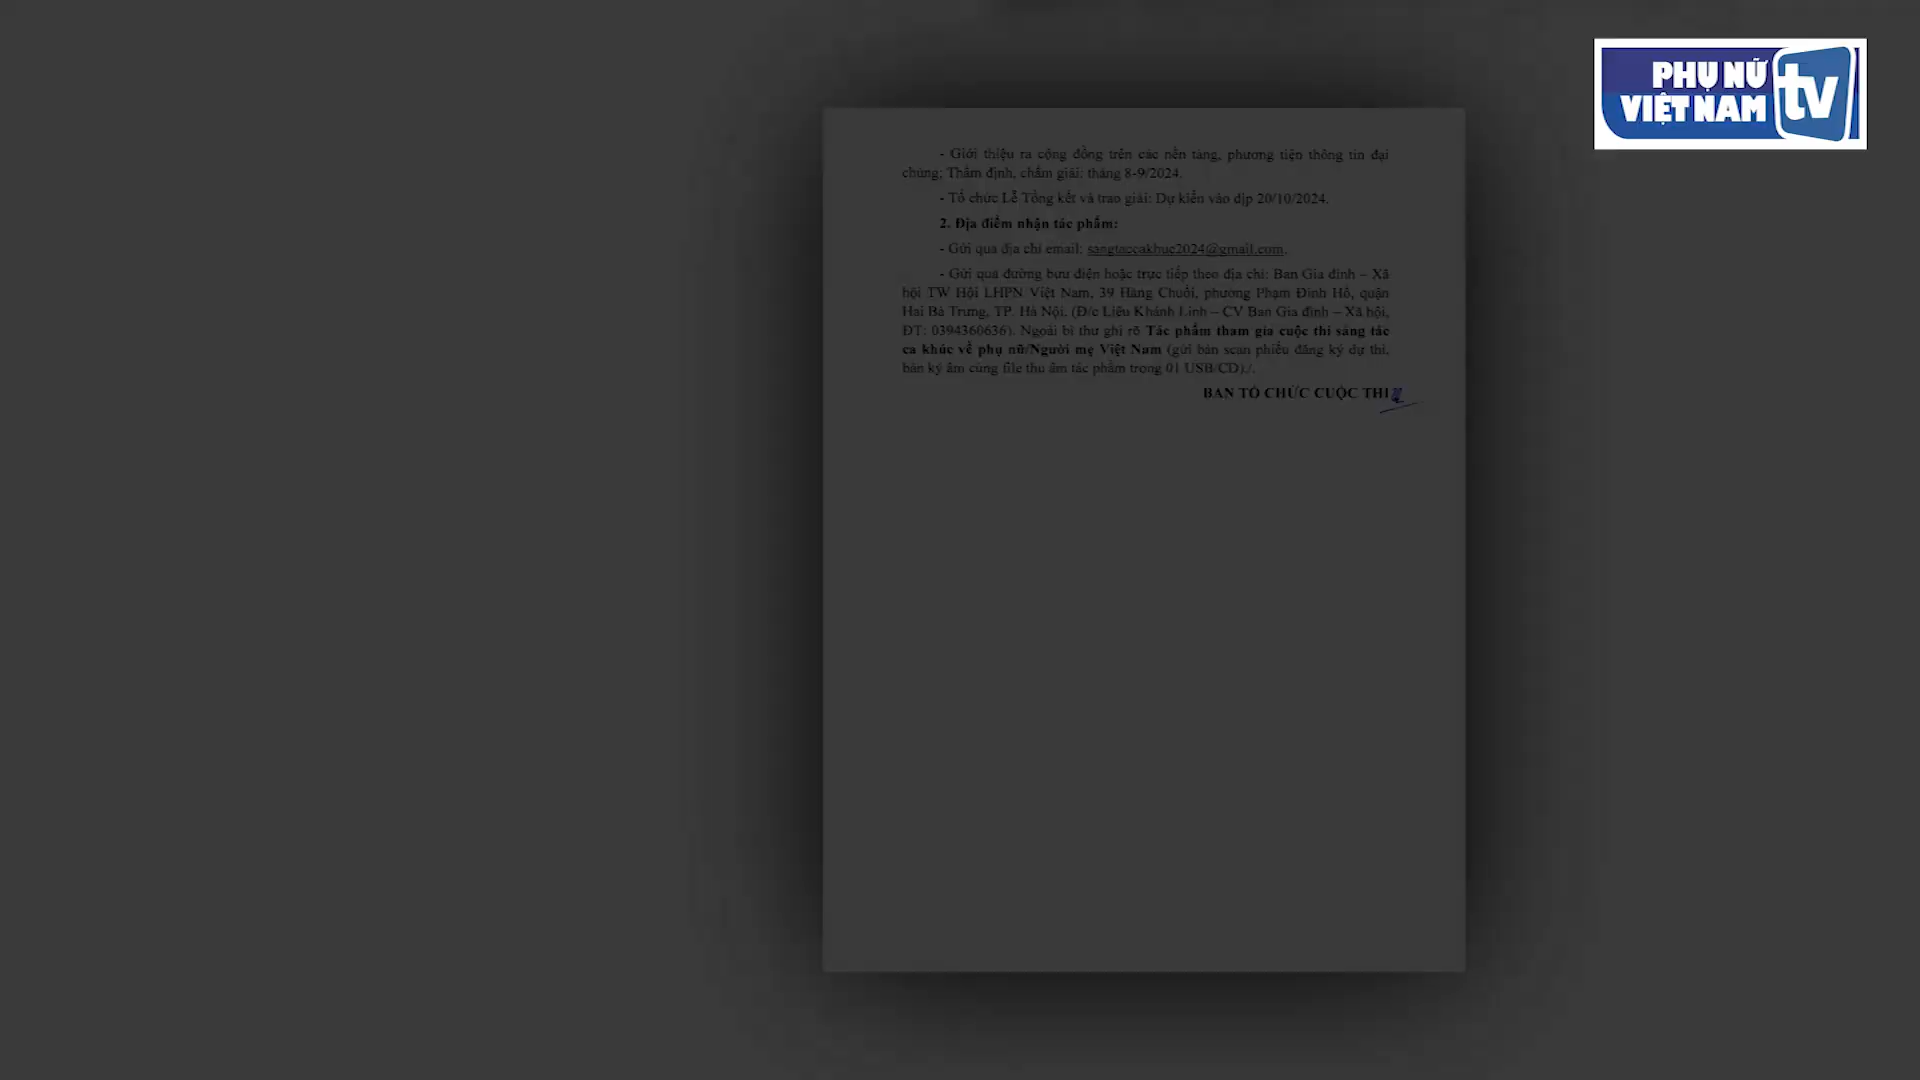 PHỤ NỮ
VIỆT NAM
tv
- Giới thiệu ra cộng đồng trên các nền tảng, phương tiện thông tin đại
chúng; Thẩm định, chấm giải: tháng 8-9/2024.
- Tổ chức Lễ Tổng kết và trao giải: Dự kiến vào dịp 20/10/2024.
2. Địa điểm nhận tác phẩm:
- Gửi qua địa chỉ email: sangtaccakhuc2024@gmail.com.
- Gửi qua đường bưu điện hoặc trực tiếp theo địa chỉ: Ban Gia đình – Xã
hội TW Hội LHPN Việt Nam, 39 Hàng Chuối, phường Phạm Đình Hổ, quận
Hai Bà Trưng, TP. Hà Nội. (Đ/c Liêu Khánh Linh – CV Ban Gia đình – Xã hội,
ĐT: 0394360636). Ngoài bì thư ghi rõ Tác phẩm tham gia cuộc thi sáng tác
ca khúc về phụ nữ/Người mẹ Việt Nam (gửi bản scan phiếu đăng ký dự thi,
bản ký âm cùng file thu âm tác phẩm trong 01 USB/CD)./.
BAN TỔ CHỨC CUỘC THI